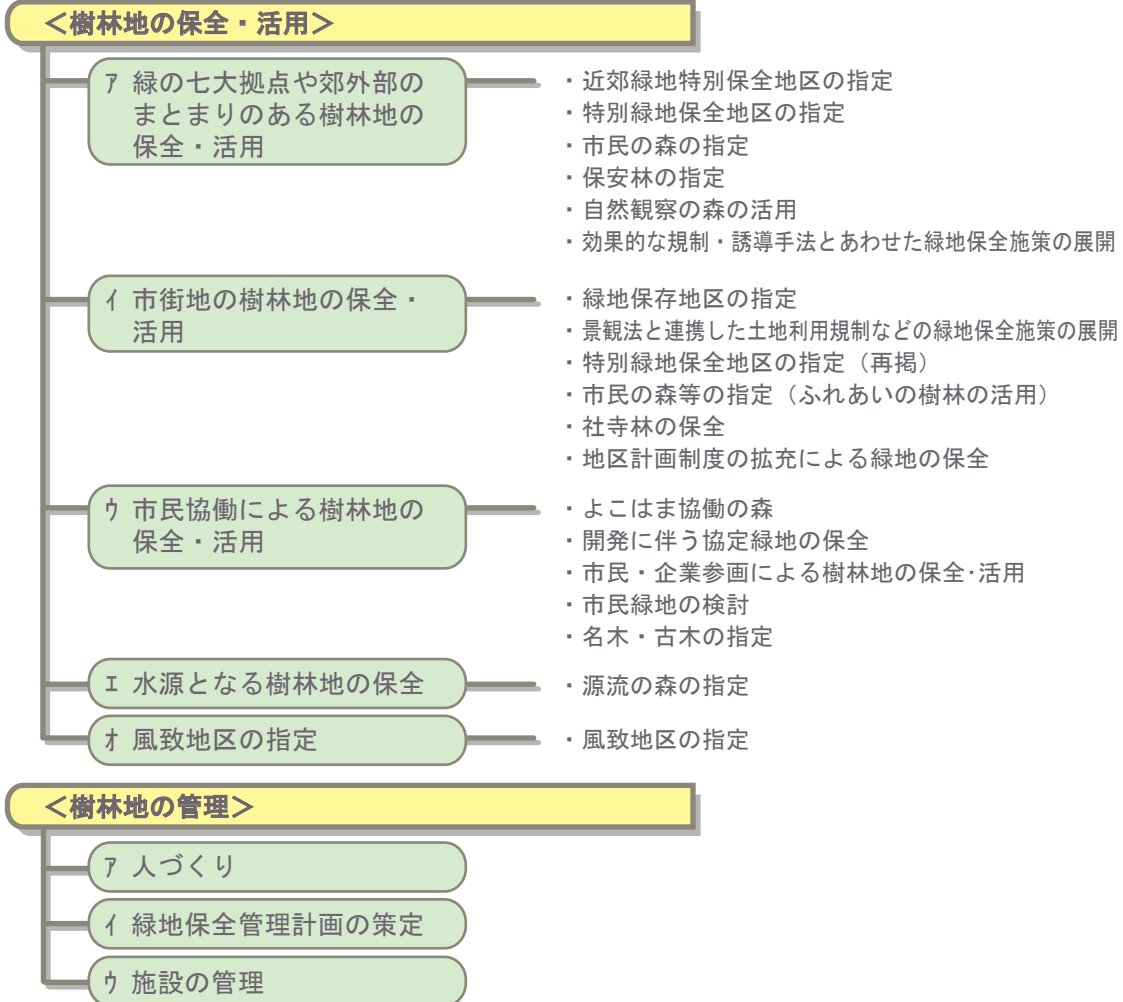 ＜樹林地の保全・活用＞
ｱ 緑の七大拠点や郊外部の
まとまりのある樹林地の
保全・活用
・近郊緑地特別保全地区の指定
・特別緑地保全地区の指定
・市民の森の指定
・保安林の指定
・自然観察の森の活用
・効果的な規制・誘導手法とあわせた緑地保全施策の展開
ｲ 市街地の樹林地の保全・
活用
・緑地保存地区の指定
・景観法と連携した土地利用規制などの緑地保全施策の展開
・特別緑地保全地区の指定（再掲）
・市民の森等の指定（ふれあいの樹林の活用）
・社寺林の保全
・地区計画制度の拡充による緑地の保全
ｳ 市民協働による樹林地の
保全・活用
・よこはま協働の森
・開発に伴う協定緑地の保全
・市民・企業参画による樹林地の保全･活用
・市民緑地の検討
・名木・古木の指定
ｴ 水源となる樹林地の保全
・源流の森の指定
ｵ 風致地区の指定
・風致地区の指定
＜樹林地の管理＞
ｱ 人づくり
ｲ 緑地保全管理計画の策定
ｳ 施設の管理